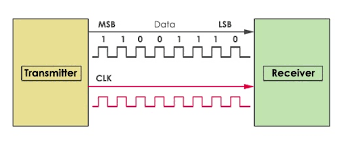 MSB Data LSB
1 1 0 0 1 1 1 0
Transmitter
Receiver
CLK